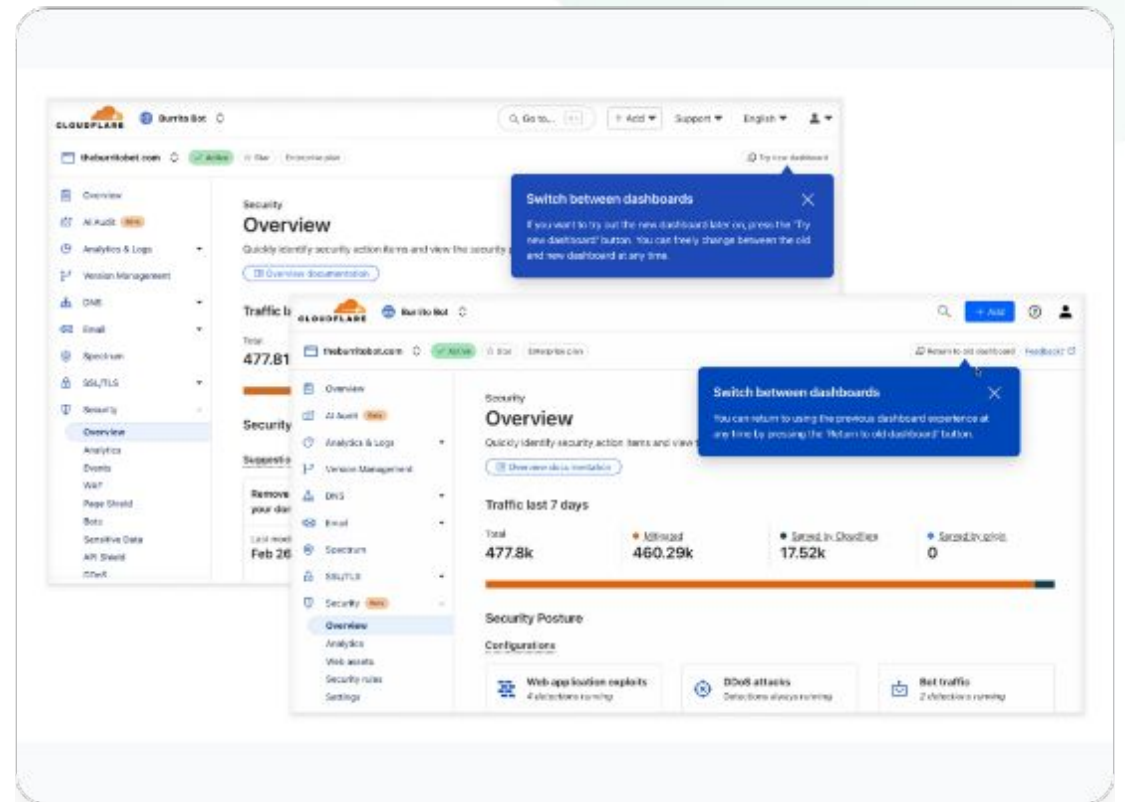 CLOUDFLARE
Burrito Bot
Go to...
+ Add
Support
English
theburritobot.com
Active
Star
Enterprise plan
Try new dashboard
Overview
AI Audit
Beta
Analytics & Logs
Version Management
DNS
Email
Spectrum
SSL/TLS
Security
Overview
Analytics
Events
WAF
Page Shield
Bots
Sensitive Data
API Shield
DDoS
Security
Overview
Quickly identify security action items and view the security
Overview documentation
Traffic la
Total
477.81
Security
Suggestio
Remove
your dan
Last modi
Feb 26
Switch between dashboards
If you want to try out the new dashboard later on, press the "Try
new dashboard" button. You can freely change between the old
and new dashboard at any time.
CLOUDFLARE
Burrito Bot
+ Add
theburritobot.com
Active
Star
Enterprise plan
Return to old dashboard
Feedback?
Overview
AI Audit
Beta
Analytics & Logs
Version Management
DNS
Email
Spectrum
SSL/TLS
Security
Beta
Overview
Analytics
Web assets
Security rules
Settings
Security
Overview
Quickly identify security action items and view
Overview documentation
Switch between dashboards
You can return to using the previous dashboard experience at
any time by pressing the "Return to old dashboard" button.
Traffic last 7 days
Total
477.8k
Mitigated
460.29k
Served by Cloudflare
17.52k
Served by origin
0
Security Posture
Configurations
Web application exploits
4 detections running
DDoS attacks
Detections always running
Bot traffic
2 detections running